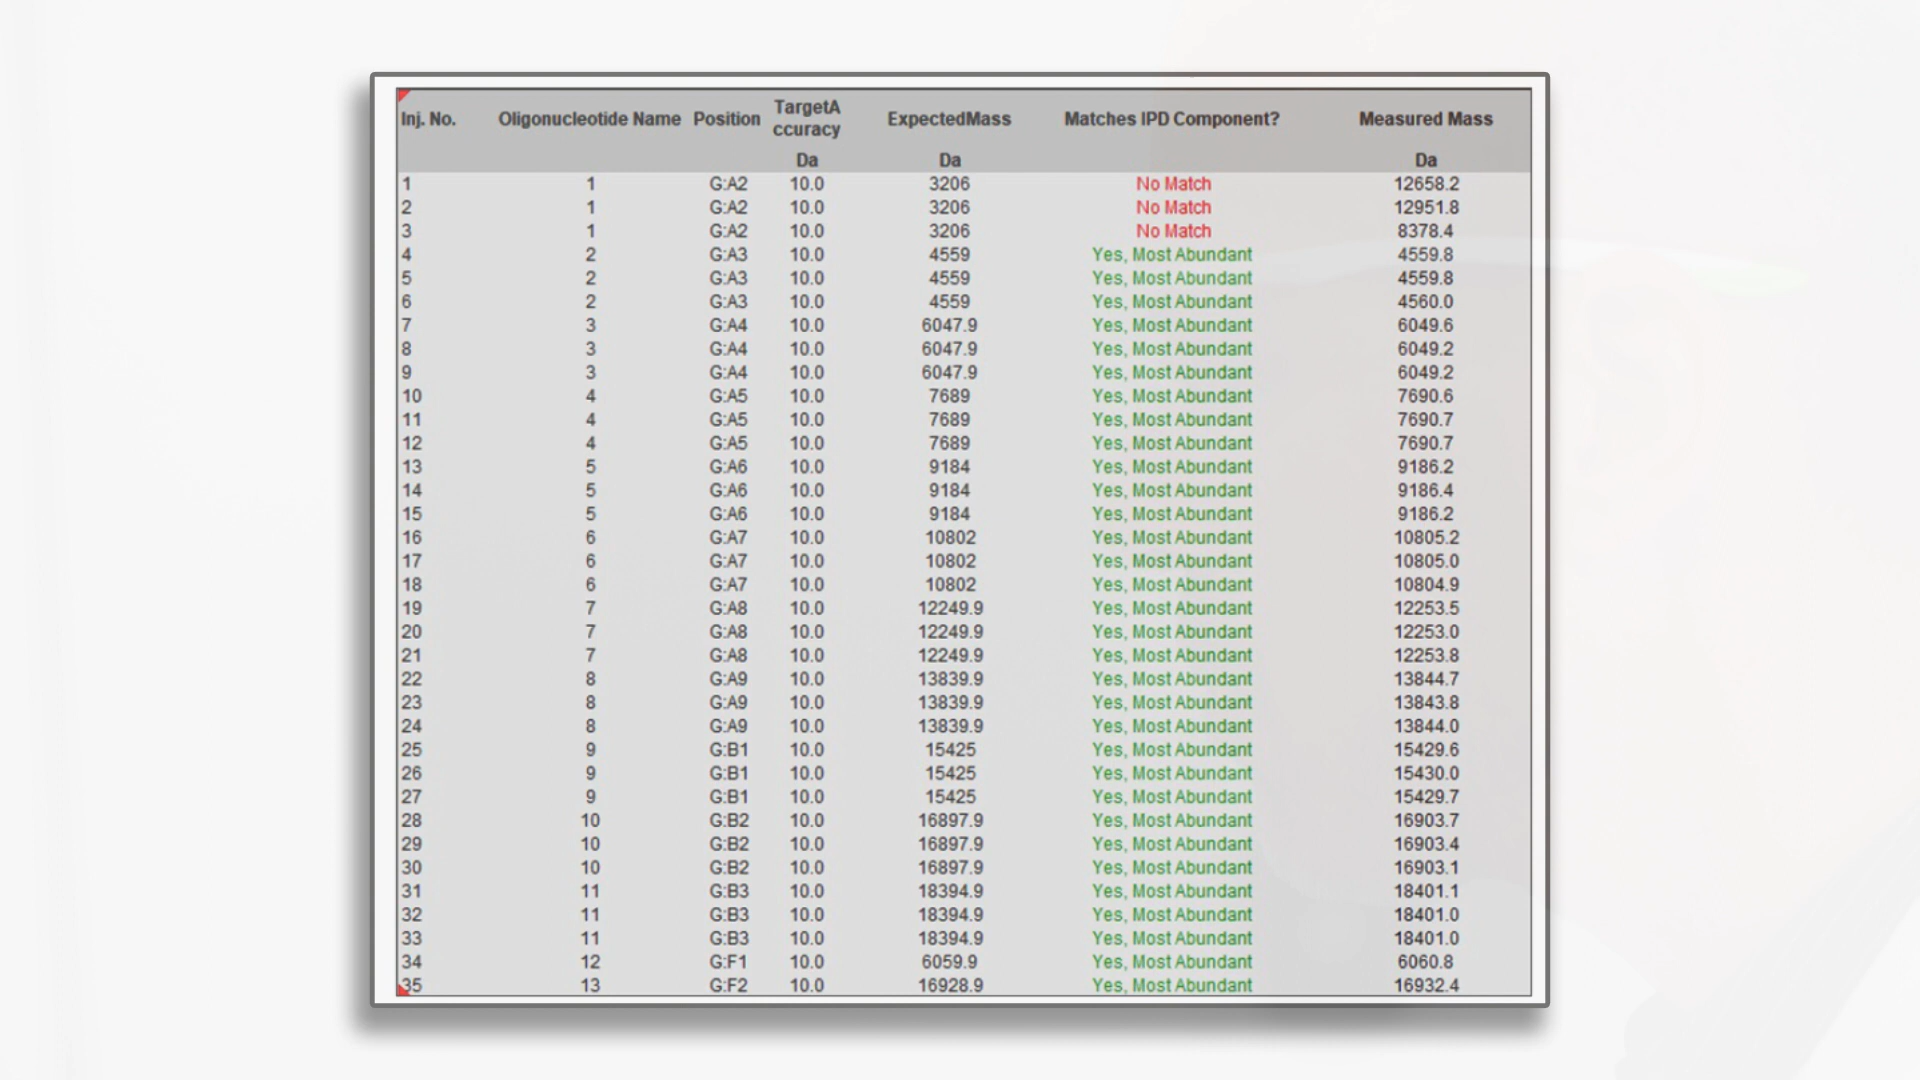 Inj. No. Oligonucleotide Name Position TargetA ccuracy ExpectedMass Matches IPD Component? Measured Mass
Da Da Da
1 1 G:A2 10.0 3206 No Match 12658.2
2 1 G:A2 10.0 3206 No Match 12951.8
3 1 G:A2 10.0 3206 No Match 8378.4
4 2 G:A3 10.0 4559 Yes, Most Abundant 4559.8
5 2 G:A3 10.0 4559 Yes, Most Abundant 4559.8
6 2 G:A3 10.0 4559 Yes, Most Abundant 4560.0
7 3 G:A4 10.0 6047.9 Yes, Most Abundant 6049.6
8 3 G:A4 10.0 6047.9 Yes, Most Abundant 6049.2
9 3 G:A4 10.0 6047.9 Yes, Most Abundant 6049.2
10 4 G:A5 10.0 7689 Yes, Most Abundant 7690.6
11 4 G:A5 10.0 7689 Yes, Most Abundant 7690.7
12 4 G:A5 10.0 7689 Yes, Most Abundant 7690.7
13 5 G:A6 10.0 9184 Yes, Most Abundant 9186.2
14 5 G:A6 10.0 9184 Yes, Most Abundant 9186.4
15 5 G:A6 10.0 9184 Yes, Most Abundant 9186.2
16 6 G:A7 10.0 10802 Yes, Most Abundant 10805.2
17 6 G:A7 10.0 10802 Yes, Most Abundant 10805.0
18 6 G:A7 10.0 10802 Yes, Most Abundant 10804.9
19 7 G:A8 10.0 12249.9 Yes, Most Abundant 12253.5
20 7 G:A8 10.0 12249.9 Yes, Most Abundant 12253.0
21 7 G:A8 10.0 12249.9 Yes, Most Abundant 12253.8
22 8 G:A9 10.0 13839.9 Yes, Most Abundant 13844.7
23 8 G:A9 10.0 13839.9 Yes, Most Abundant 13843.8
24 8 G:A9 10.0 13839.9 Yes, Most Abundant 13844.0
25 9 G:B1 10.0 15425 Yes, Most Abundant 15429.6
26 9 G:B1 10.0 15425 Yes, Most Abundant 15430.0
27 9 G:B1 10.0 15425 Yes, Most Abundant 15429.7
28 10 G:B2 10.0 16897.9 Yes, Most Abundant 16903.7
29 10 G:B2 10.0 16897.9 Yes, Most Abundant 16903.4
30 10 G:B2 10.0 16897.9 Yes, Most Abundant 16903.1
31 11 G:B3 10.0 18394.9 Yes, Most Abundant 18401.1
32 11 G:B3 10.0 18394.9 Yes, Most Abundant 18401.0
33 11 G:B3 10.0 18394.9 Yes, Most Abundant 18401.0
34 12 G:F1 10.0 6059.9 Yes, Most Abundant 6060.8
35 13 G:F2 10.0 16928.9 Yes, Most Abundant 16932.4